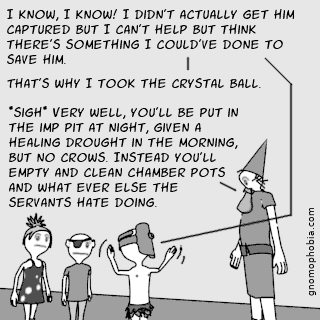 I KNOW, I KNOW! I DIDN'T ACTUALLY GET HIM
CAPTURED BUT I CAN'T HELP BUT THINK
THERE'S SOMETHING I COULD'VE DONE TO
SAVE HIM.
THAT'S WHY I TOOK THE CRYSTAL BALL.
*SIGH* VERY WELL, YOU'LL BE PUT IN
THE IMP PIT AT NIGHT, GIVEN A
HEALING DROUGHT IN THE MORNING,
BUT NO CROWS. INSTEAD YOU'LL
EMPTY AND CLEAN CHAMBER POTS
AND WHAT EVER ELSE THE
SERVANTS HATE DOING.
gnomophobia.com